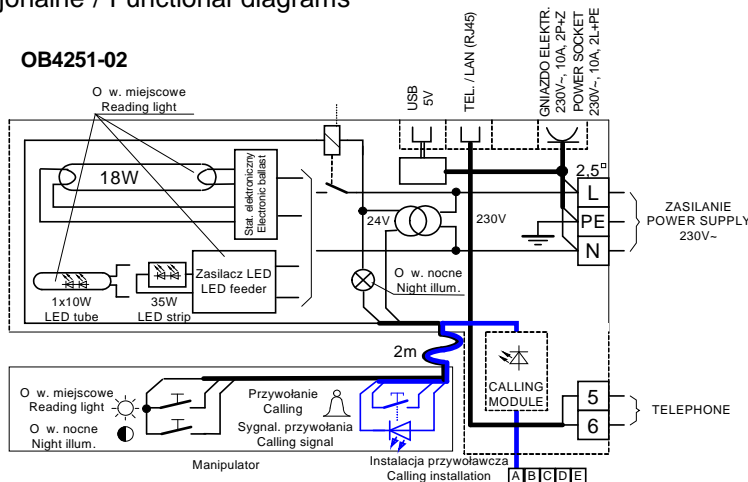 jonalne / Functional diagrams
OB4251-02
O w. miejscowe
Reading light
USB
5V
TEL. / LAN (RJ45)
GNIAZDO ELEKTR.
230V~, 10A, 2P+Z
POWER SOCKET
230V~, 10A, 2L+PE
18W
Stat. elektroniczny
Electronic ballast
2,5
L
PE
N
24V
230V
ZASILANIE
POWER SUPPLY
230V~
Zasilacz LED
LED feeder
1x10W
LED tube
35W
LED strip
O w. nocne
Night illum.
2m
CALLING
MODULE
5
6
TELEPHONE
O w. miejscowe
Reading light
O w. nocne
Night illum.
Przywołanie
Calling
Sygnal. przywołania
Calling signal
Manipulator
Instalacja przywoławcza
Calling installation
A B C D E